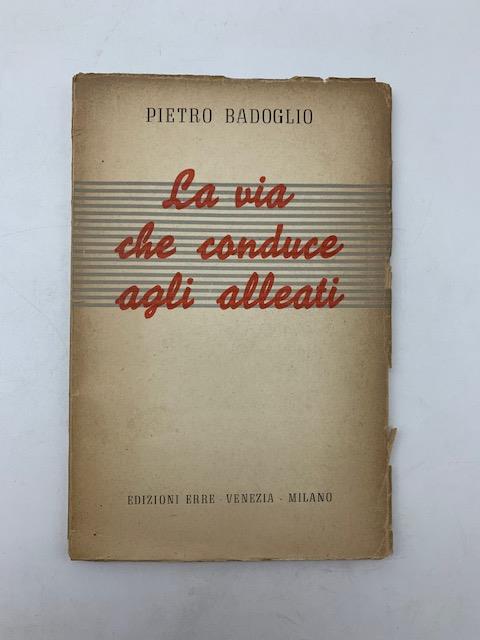 PIETRO BADOGLIO
La via
che conduce
agli alleati
EDIZIONI ERRE - VENEZIA - MILANO